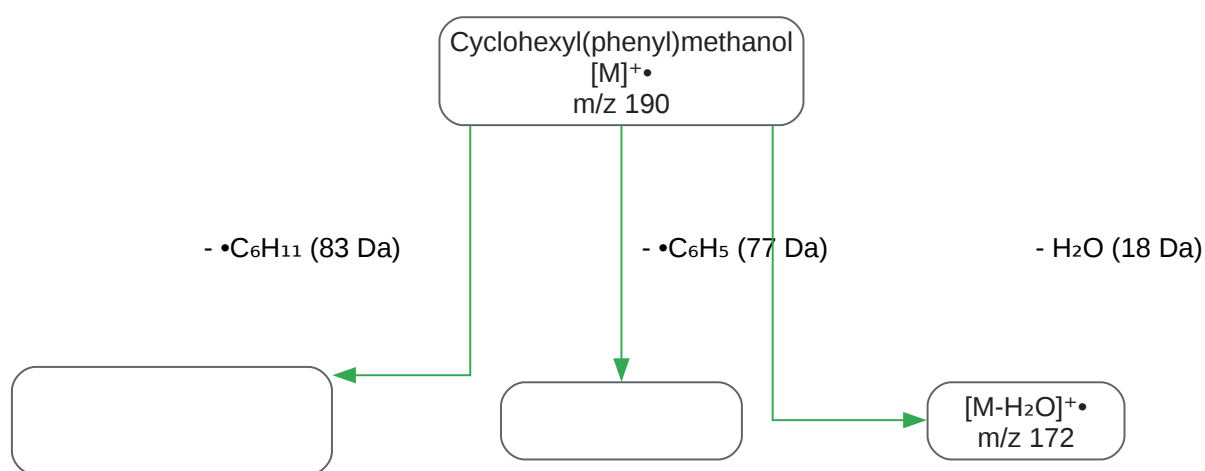 Cyclohexyl(phenyl)methanol
[M]⁺•
m/z 190
- •C₆H₁₁ (83 Da)
- •C₆H₅ (77 Da)
- H₂O (18 Da)
[M-H₂O]⁺•
m/z 172